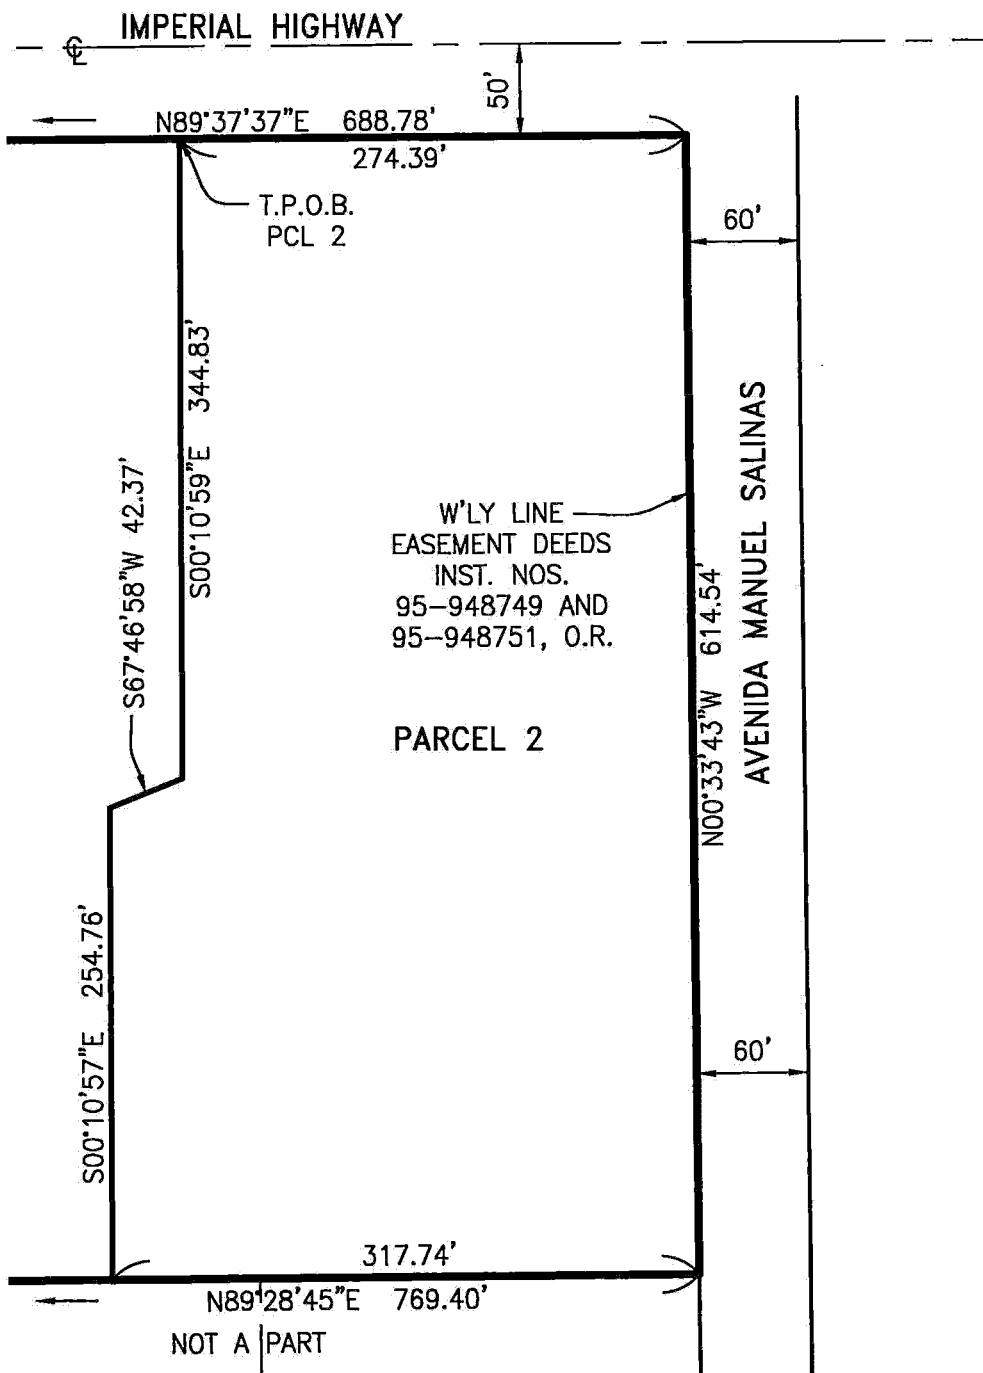 IMPERIAL HIGHWAY
℄
50'
N89°37'37"E 688.78'
274.39'
T.P.O.B.
PCL 2
60'
S00°10'59"E 344.83'
S67°46'58"W 42.37'
W'LY LINE
EASEMENT DEEDS
INST. NOS.
95-948749 AND
95-948751, O.R.
N00°33'43"W 614.54'
AVENIDA MANUEL SALINAS
PARCEL 2
S00°10'57"E 254.76'
60'
317.74'
N89°28'45"E 769.40'
NOT A PART